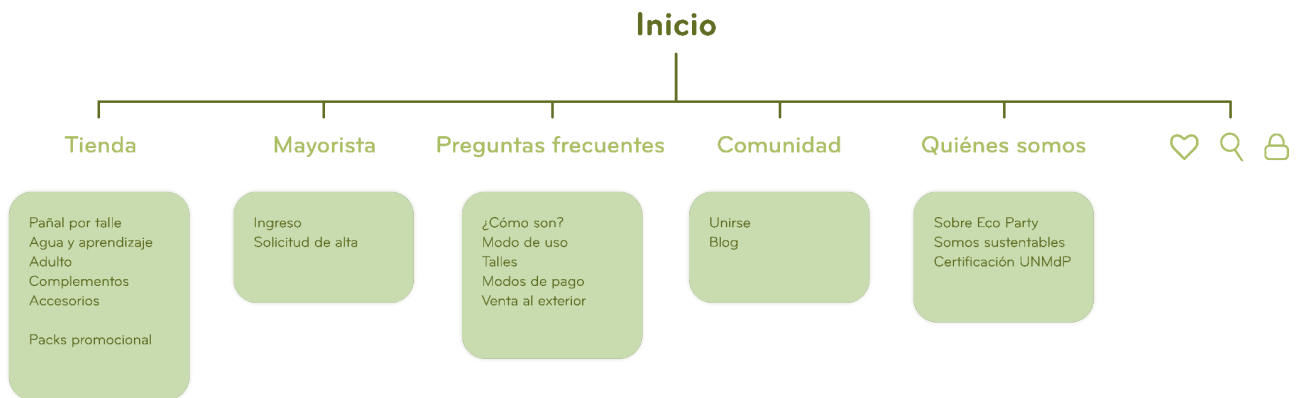 Inicio
Tienda
Mayorista
Preguntas frecuentes
Comunidad
Quiénes somos
Pañal por talle
Agua y aprendizaje
Adulto
Complementos
Accesorios
Packs promocional
Ingreso
Solicitud de alta
¿Cómo son?
Modo de uso
Talles
Modos de pago
Venta al exterior
Unirse
Blog
Sobre Eco Party
Somos sustentables
Certificación UNMdP